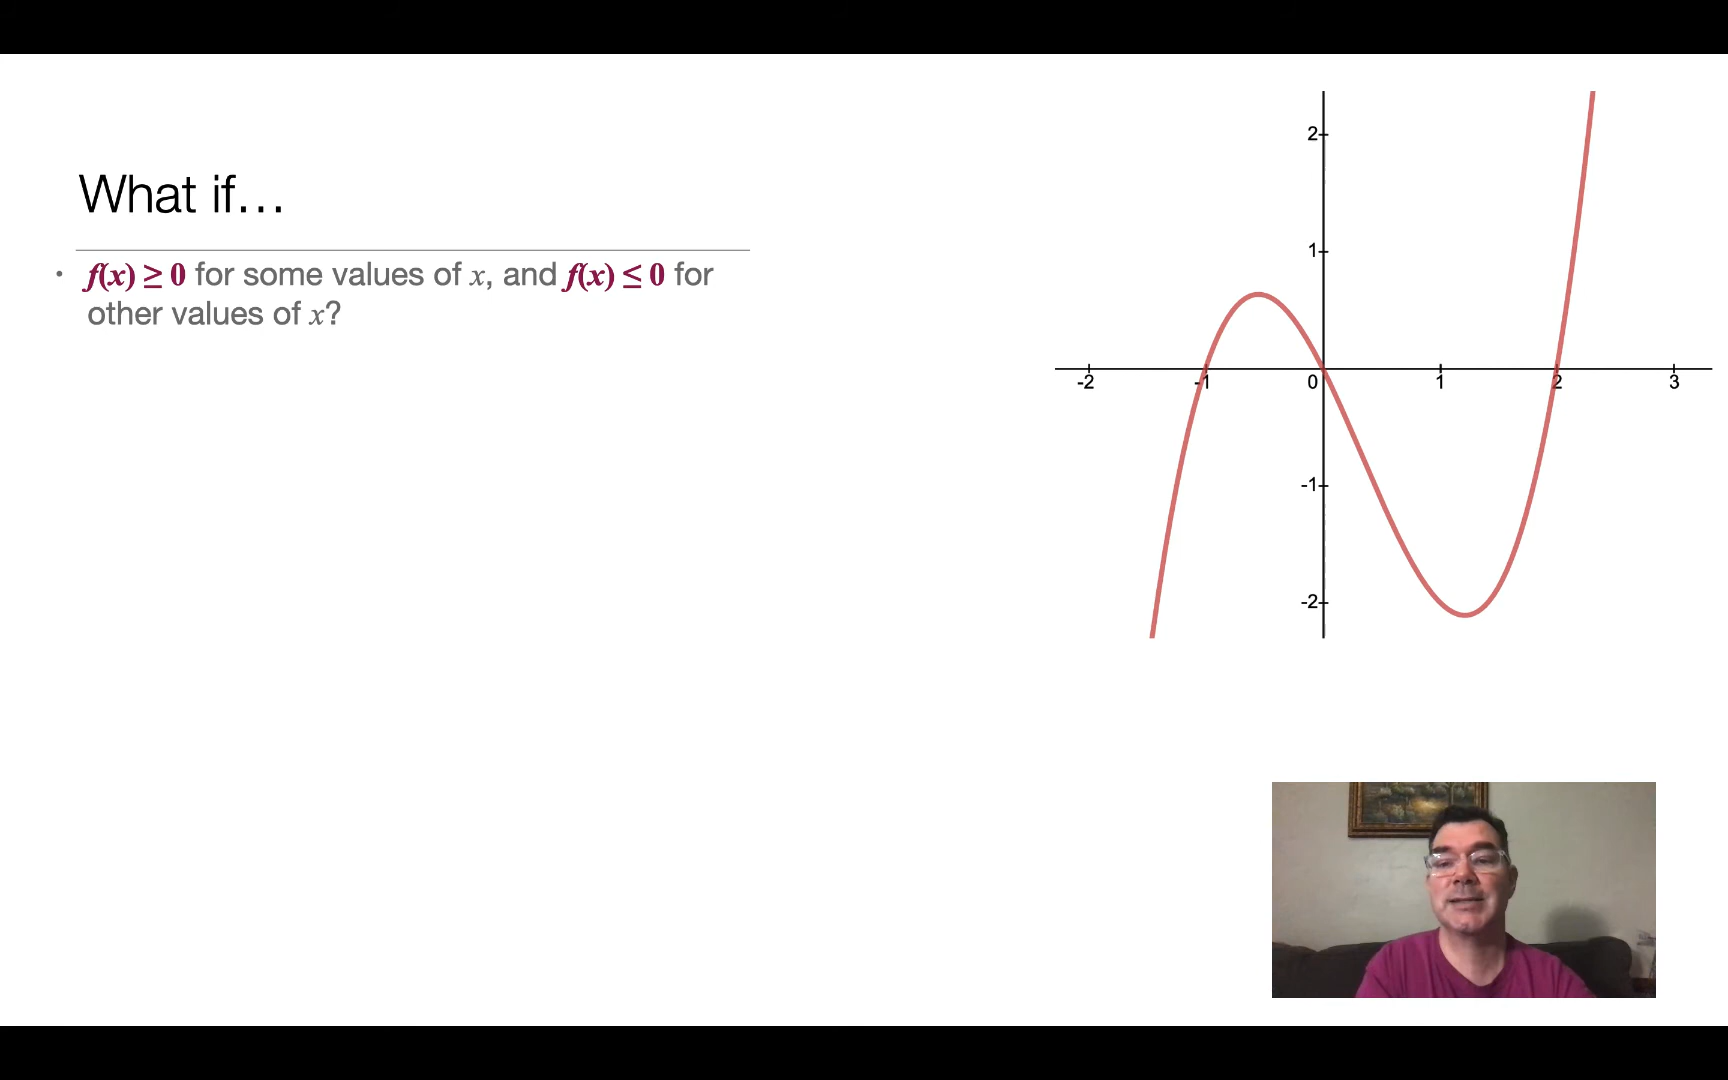 What if…
• f(x) ≥ 0 for some values of x, and f(x) ≤ 0 for
other values of x?
2
1
-2 -1 0 1 2 3
-1
-2